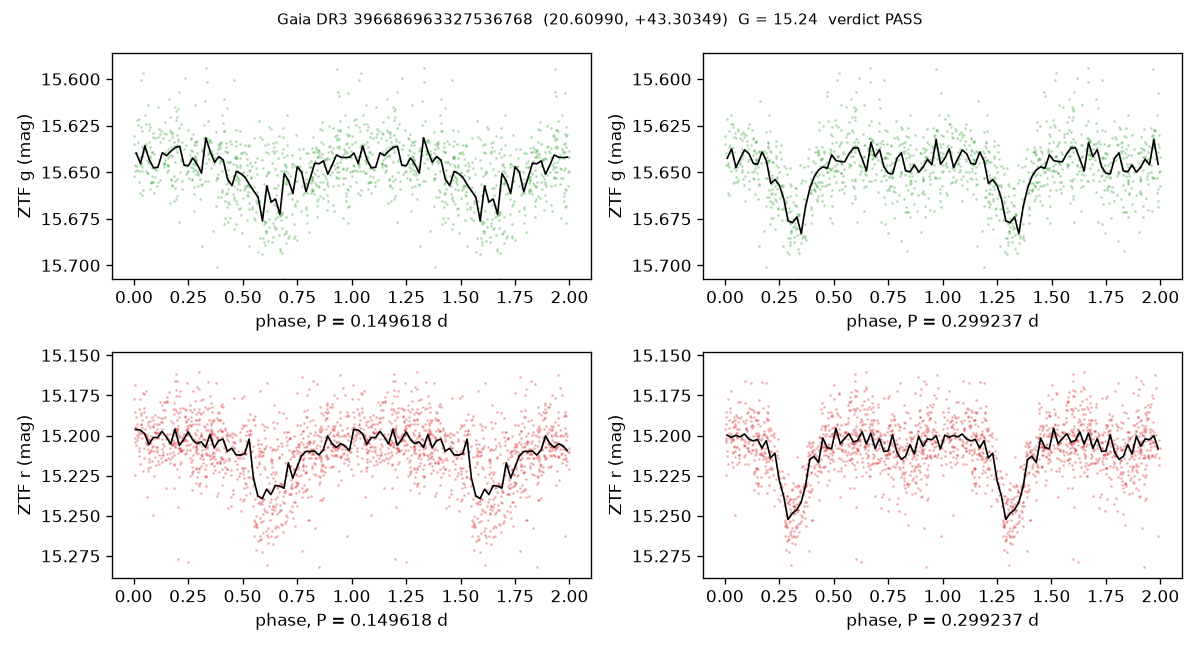 Gaia DR3 396686963327536768  (20.60990, +43.30349)  G = 15.24  verdict PASS
ZTF g (mag)
15.600
15.625
15.650
15.675
15.700
0.00 0.25 0.50 0.75 1.00 1.25 1.50 1.75 2.00
phase, P = 0.149618 d
ZTF g (mag)
15.600
15.625
15.650
15.675
15.700
0.00 0.25 0.50 0.75 1.00 1.25 1.50 1.75 2.00
phase, P = 0.299237 d
ZTF r (mag)
15.150
15.175
15.200
15.225
15.250
15.275
0.00 0.25 0.50 0.75 1.00 1.25 1.50 1.75 2.00
phase, P = 0.149618 d
ZTF r (mag)
15.150
15.175
15.200
15.225
15.250
15.275
0.00 0.25 0.50 0.75 1.00 1.25 1.50 1.75 2.00
phase, P = 0.299237 d